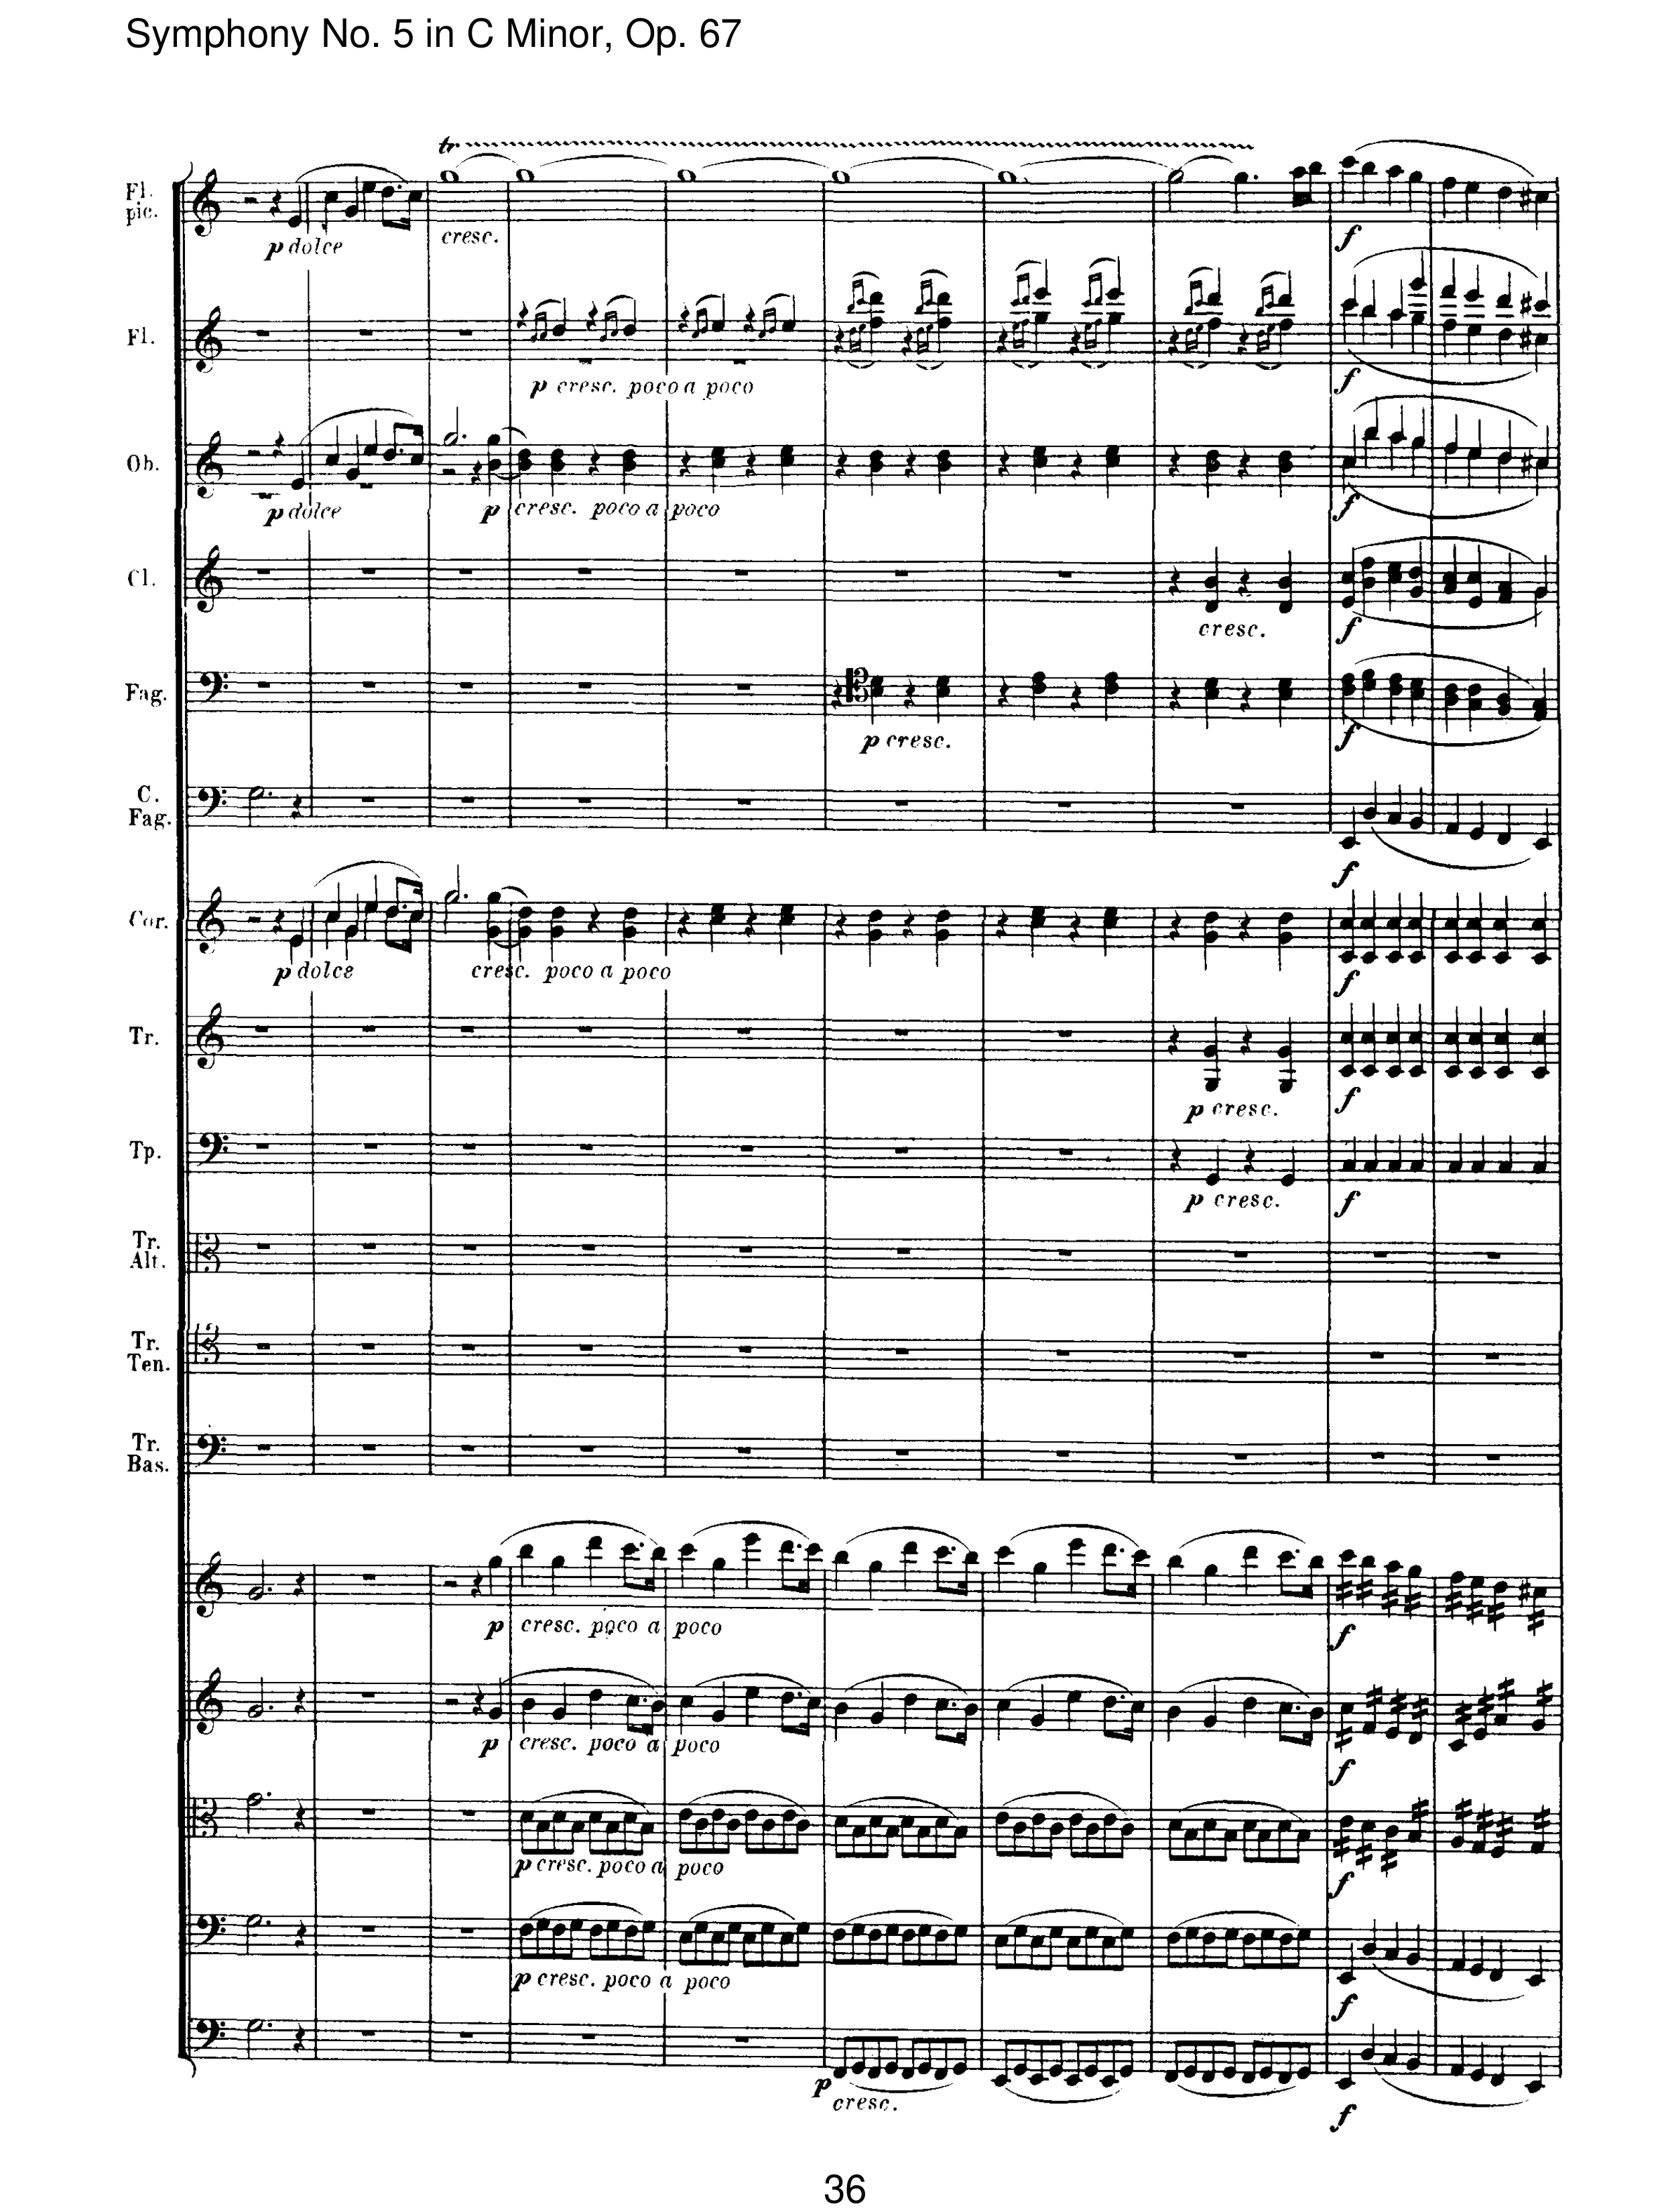 Symphony No. 5 in C Minor, Op. 67
tr
Fl. pic.
p dolce
cresc.
f
Fl.
p cresc. poco a poco
f
Ob.
p dolce
p cresc. poco a poco
f
Cl.
cresc.
f
Fag.
p cresc.
f
C. Fag.
f
Cor.
p dolce
cresc. poco a poco
f
Tr.
p cresc.
f
Tp.
p cresc.
f
Tr. Alt.
Tr. Ten.
Tr. Bas.
p cresc. poco a poco
f
p cresc. poco a poco
f
p cresc. poco a poco
f
p cresc. poco a poco
f
p cresc.
f
36